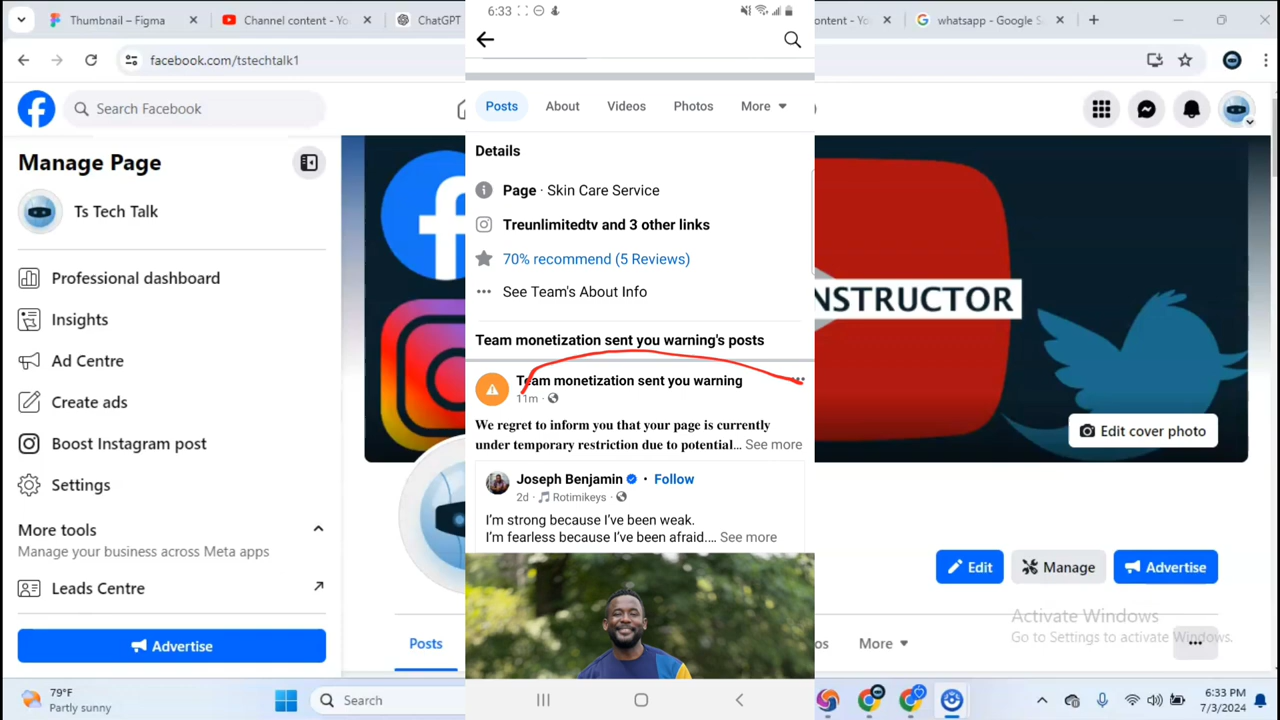 Thumbnail – Figma
Channel content - Yo
ChatGPT
ontent - You
whatsapp - Google S
facebook.com/tstechtalk1
Search Facebook
Manage Page
Ts Tech Talk
Professional dashboard
Insights
Ad Centre
Create ads
Boost Instagram post
Settings
More tools
Manage your business across Meta apps
Leads Centre
Advertise
6:33
Posts
About
Videos
Photos
More
Details
Page · Skin Care Service
Treunlimitedtv and 3 other links
70% recommend (5 Reviews)
See Team's About Info
Team monetization sent you warning's posts
Team monetization sent you warning
11m ·
We regret to inform you that your page is currently
under temporary restriction due to potential... See more
Joseph Benjamin · Follow
2d · Rotimikeys ·
I'm strong because I've been weak.
I'm fearless because I've been afraid.... See more
NSTRUCTOR
Edit cover photo
Edit
Manage
Advertise
Activate Windows
Go to Settings to activate Windows.
Posts
os
More
79°F
Partly sunny
Search
6:33 PM
7/3/2024